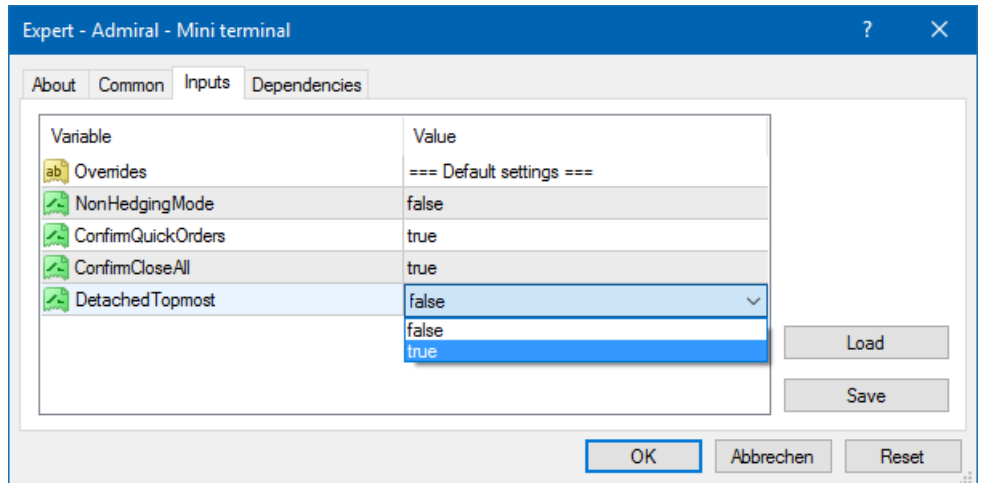 Expert - Admiral - Mini terminal ? ×
About Common Inputs Dependencies
Variable Value
ab Overrides === Default settings ===
NonHedgingMode false
ConfirmQuickOrders true
ConfirmCloseAll true
DetachedTopmost false
false
true
Load
Save
OK Abbrechen Reset